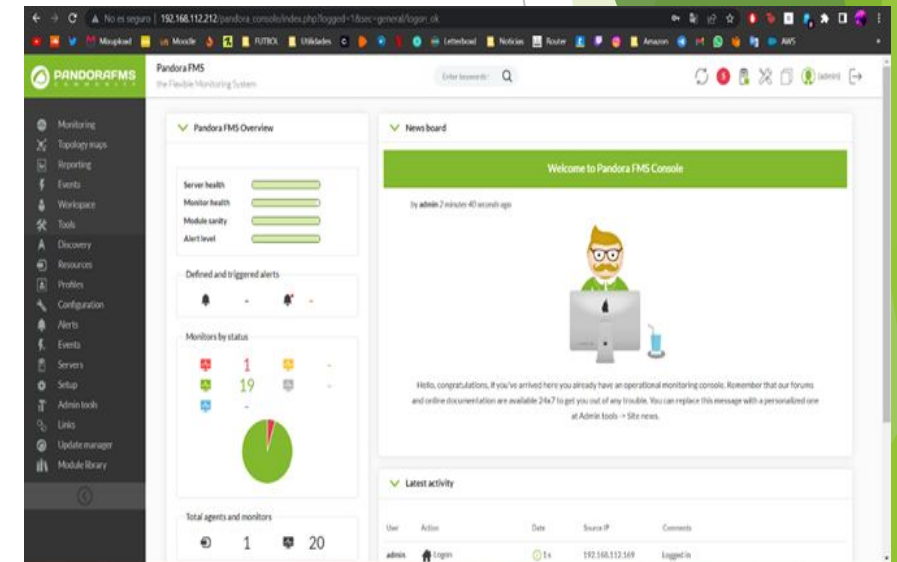 No es seguro | 192.168.112.212/pandora_console/index.php?logged=1&sec=general/logon_ok
Moodle
FUTBOL
Utilidades
Letterboxd
Noticias
Router
Amazon
AWS
PANDORAFMS
COMMUNITY
Pandora FMS
the Flexible Monitoring System
Enter keywords
5
(admin)
Monitoring
Topology maps
Reporting
Events
Workspace
Tools
Discovery
Resources
Profiles
Configuration
Alerts
Events
Servers
Setup
Admin tools
Links
Update manager
Module library
Pandora FMS Overview
Server health
Monitor health
Module sanity
Alert level
Defined and triggered alerts
- -
Monitors by status
1 -
19 -
-
Total agents and monitors
1 20
News board
Welcome to Pandora FMS Console
by admin 2 minutes 40 seconds ago
Hello, congratulations, if you've arrived here you already have an operational monitoring console. Remember that our forums
and online documentation are available 24x7 to get you out of any trouble. You can replace this message with a personalized one
at Admin tools -> Site news.
Latest activity
User Action Date Source IP Comments
admin Logon 1 s 192.168.112.169 Logged in